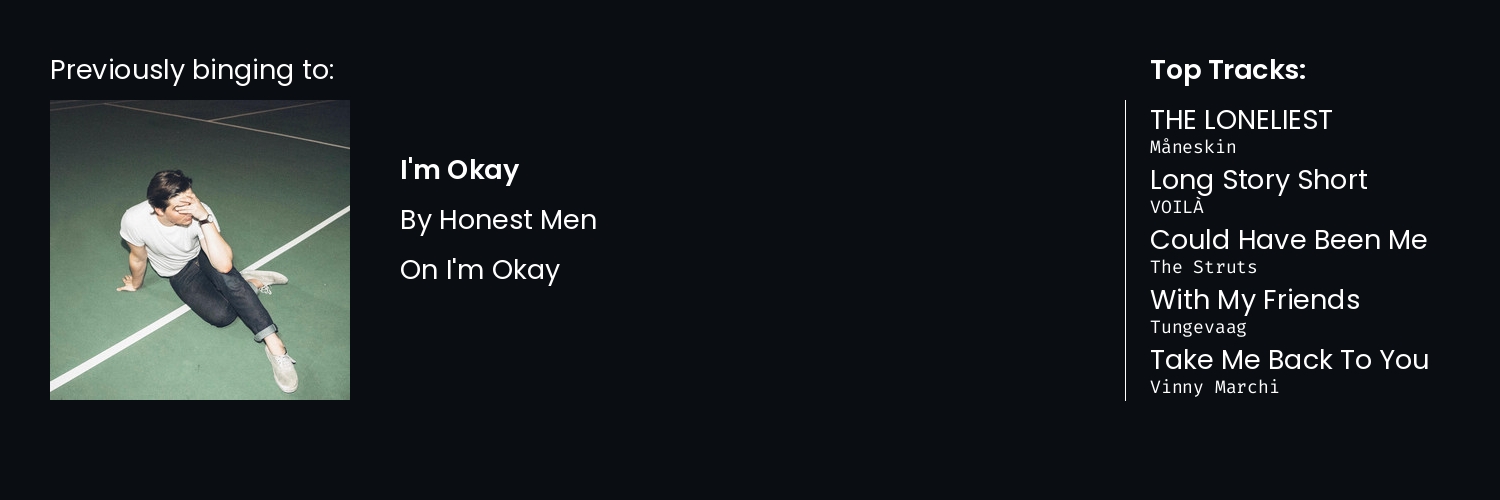 Previously binging to:
I'm Okay
By Honest Men
On I'm Okay
Top Tracks:
THE LONELIEST
Måneskin
Long Story Short
VOILÀ
Could Have Been Me
The Struts
With My Friends
Tungevaag
Take Me Back To You
Vinny Marchi